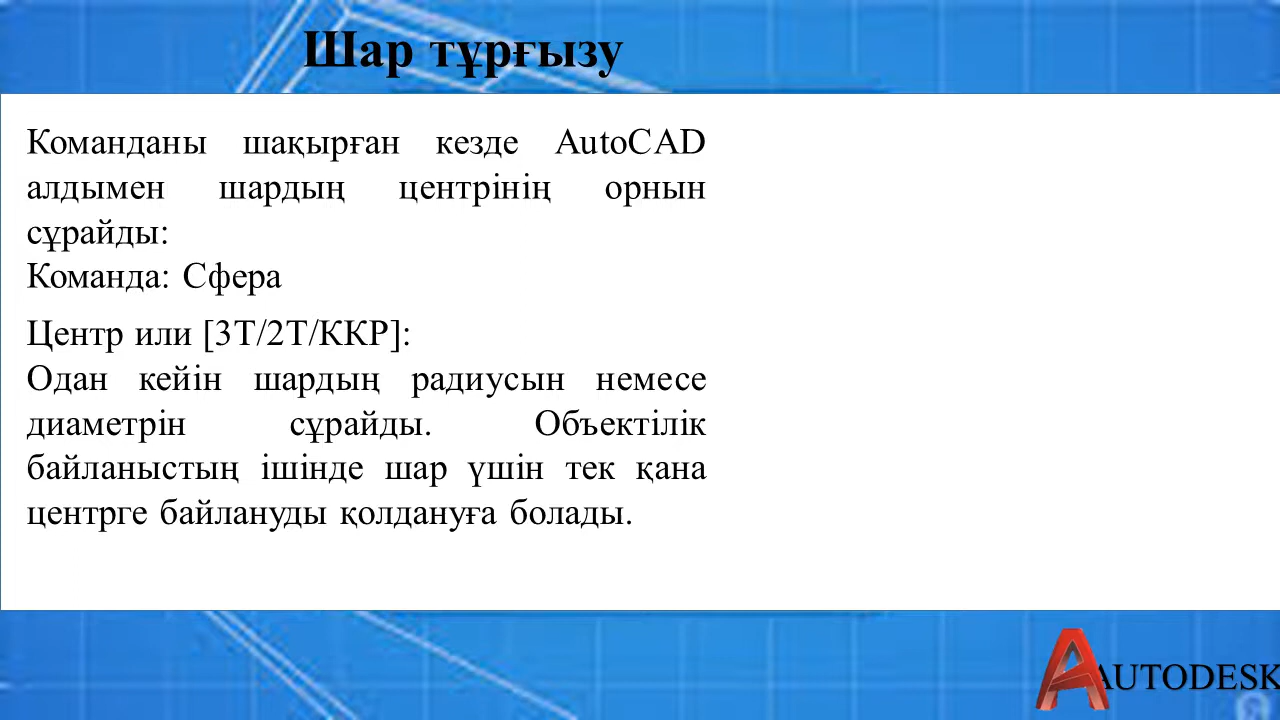 Шар тұрғызу
Команданы шақырған кезде AutoCAD
алдымен шардың центрінің орнын
сұрайды:
Команда: Сфера
Центр или [3Т/2Т/ККР]:
Одан кейін шардың радиусын немесе
диаметрін сұрайды. Объектілік
байланыстың ішінде шар үшін тек қана
центрге байлануды қолдануға болады.
AUTODESK